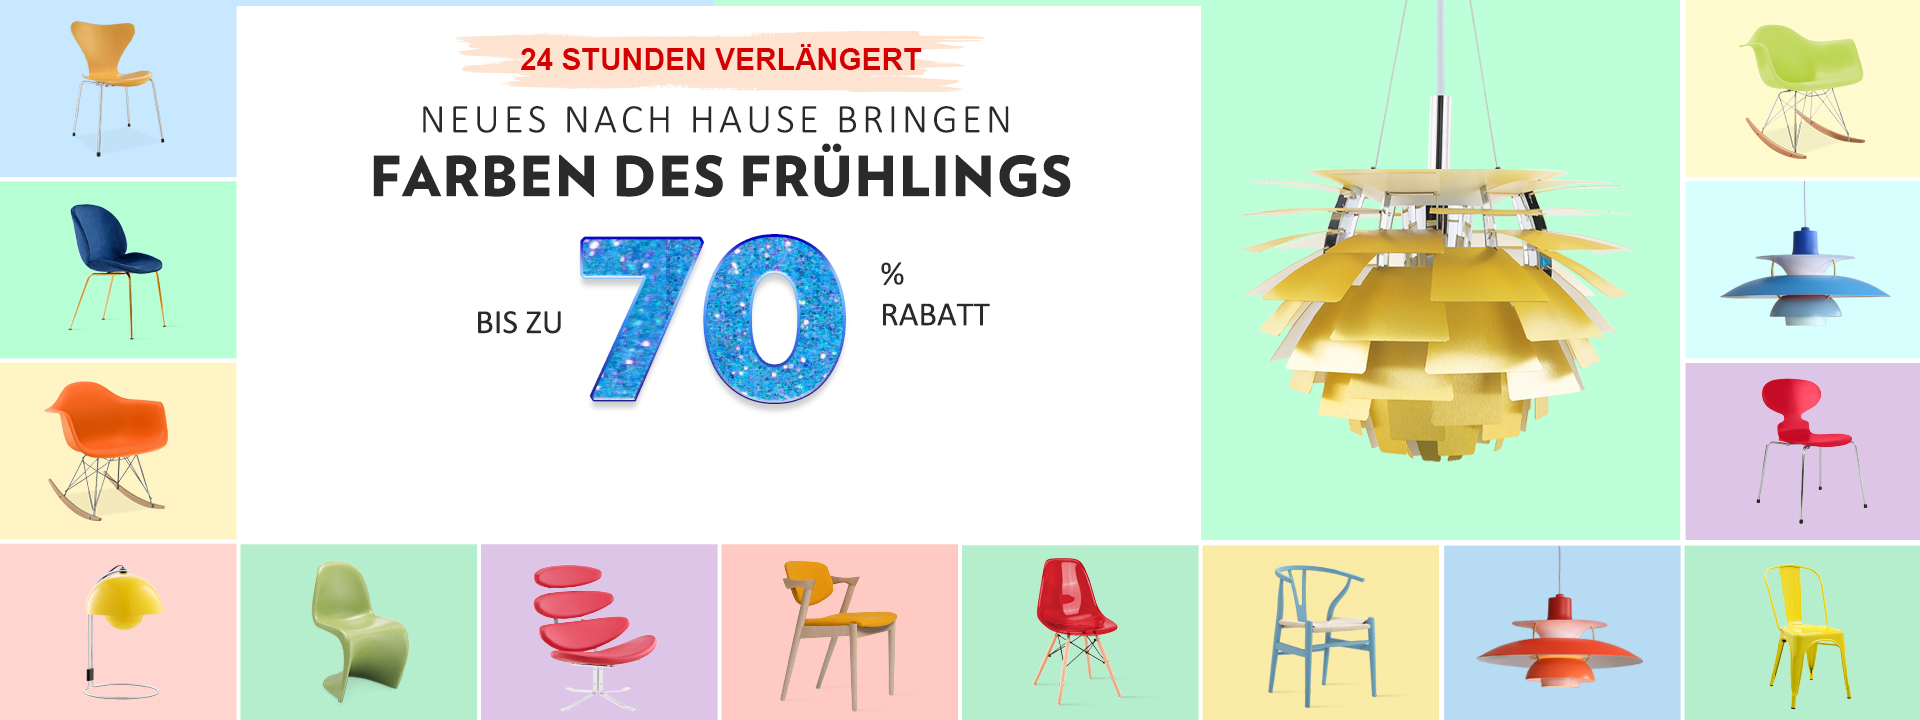 24 STUNDEN VERLÄNGERT
NEUES NACH HAUSE BRINGEN
FARBEN DES FRÜHLINGS
BIS ZU 70 %
RABATT